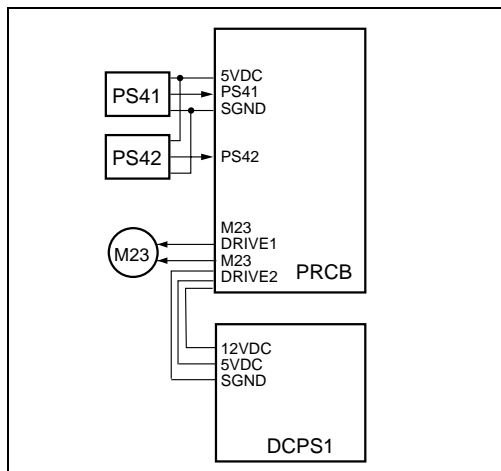 5VDC
PS41
PS41
SGND
PS42
PS42
M23
DRIVE1
M23
M23
DRIVE2
PRCB
12VDC
5VDC
SGND
DCPS1